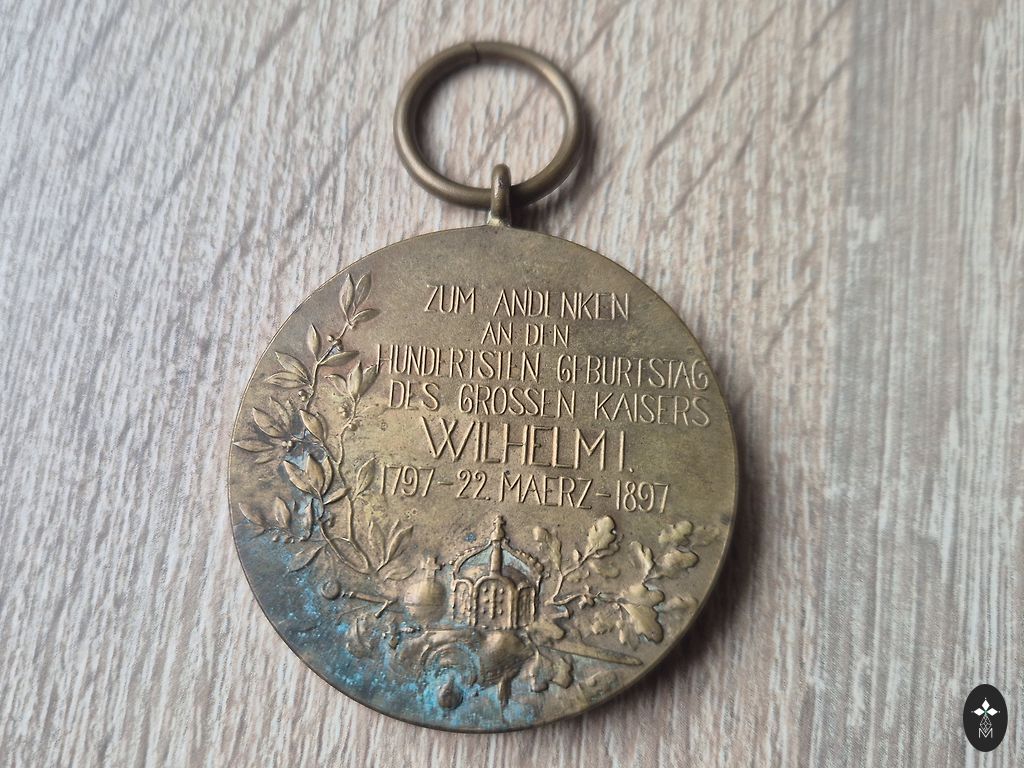 ZUM ANDENKEN
AN DEN
HUNDERTSTEN GEBURTSTAG
DES GROSSEN KAISERS
WILHELM I.
1797-22. MAERZ-1897
M